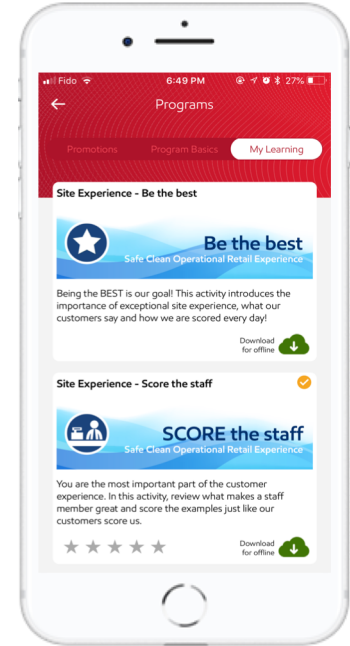 Fido 6:49 PM 27%
Programs
Promotions Program Basics My Learning
Site Experience - Be the best
Be the best
Safe Clean Operational Retail Experience
Being the BEST is our goal! This activity introduces the
importance of exceptional site experience, what our
customers say and how we are scored every day!
Download
for offline
Site Experience - Score the staff
SCORE the staff
Safe Clean Operational Retail Experience
You are the most important part of the customer
experience. In this activity, review what makes a staff
member great and score the examples just like our
customers score us.
Download
for offline